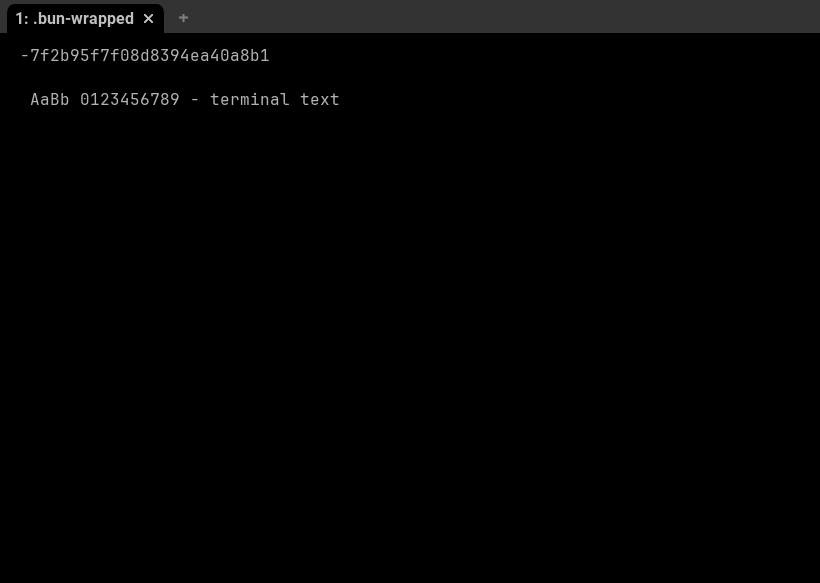 1: .bun-wrapped × +
-7f2b95f7f08d8394ea40a8b1
AaBb 0123456789 - terminal text